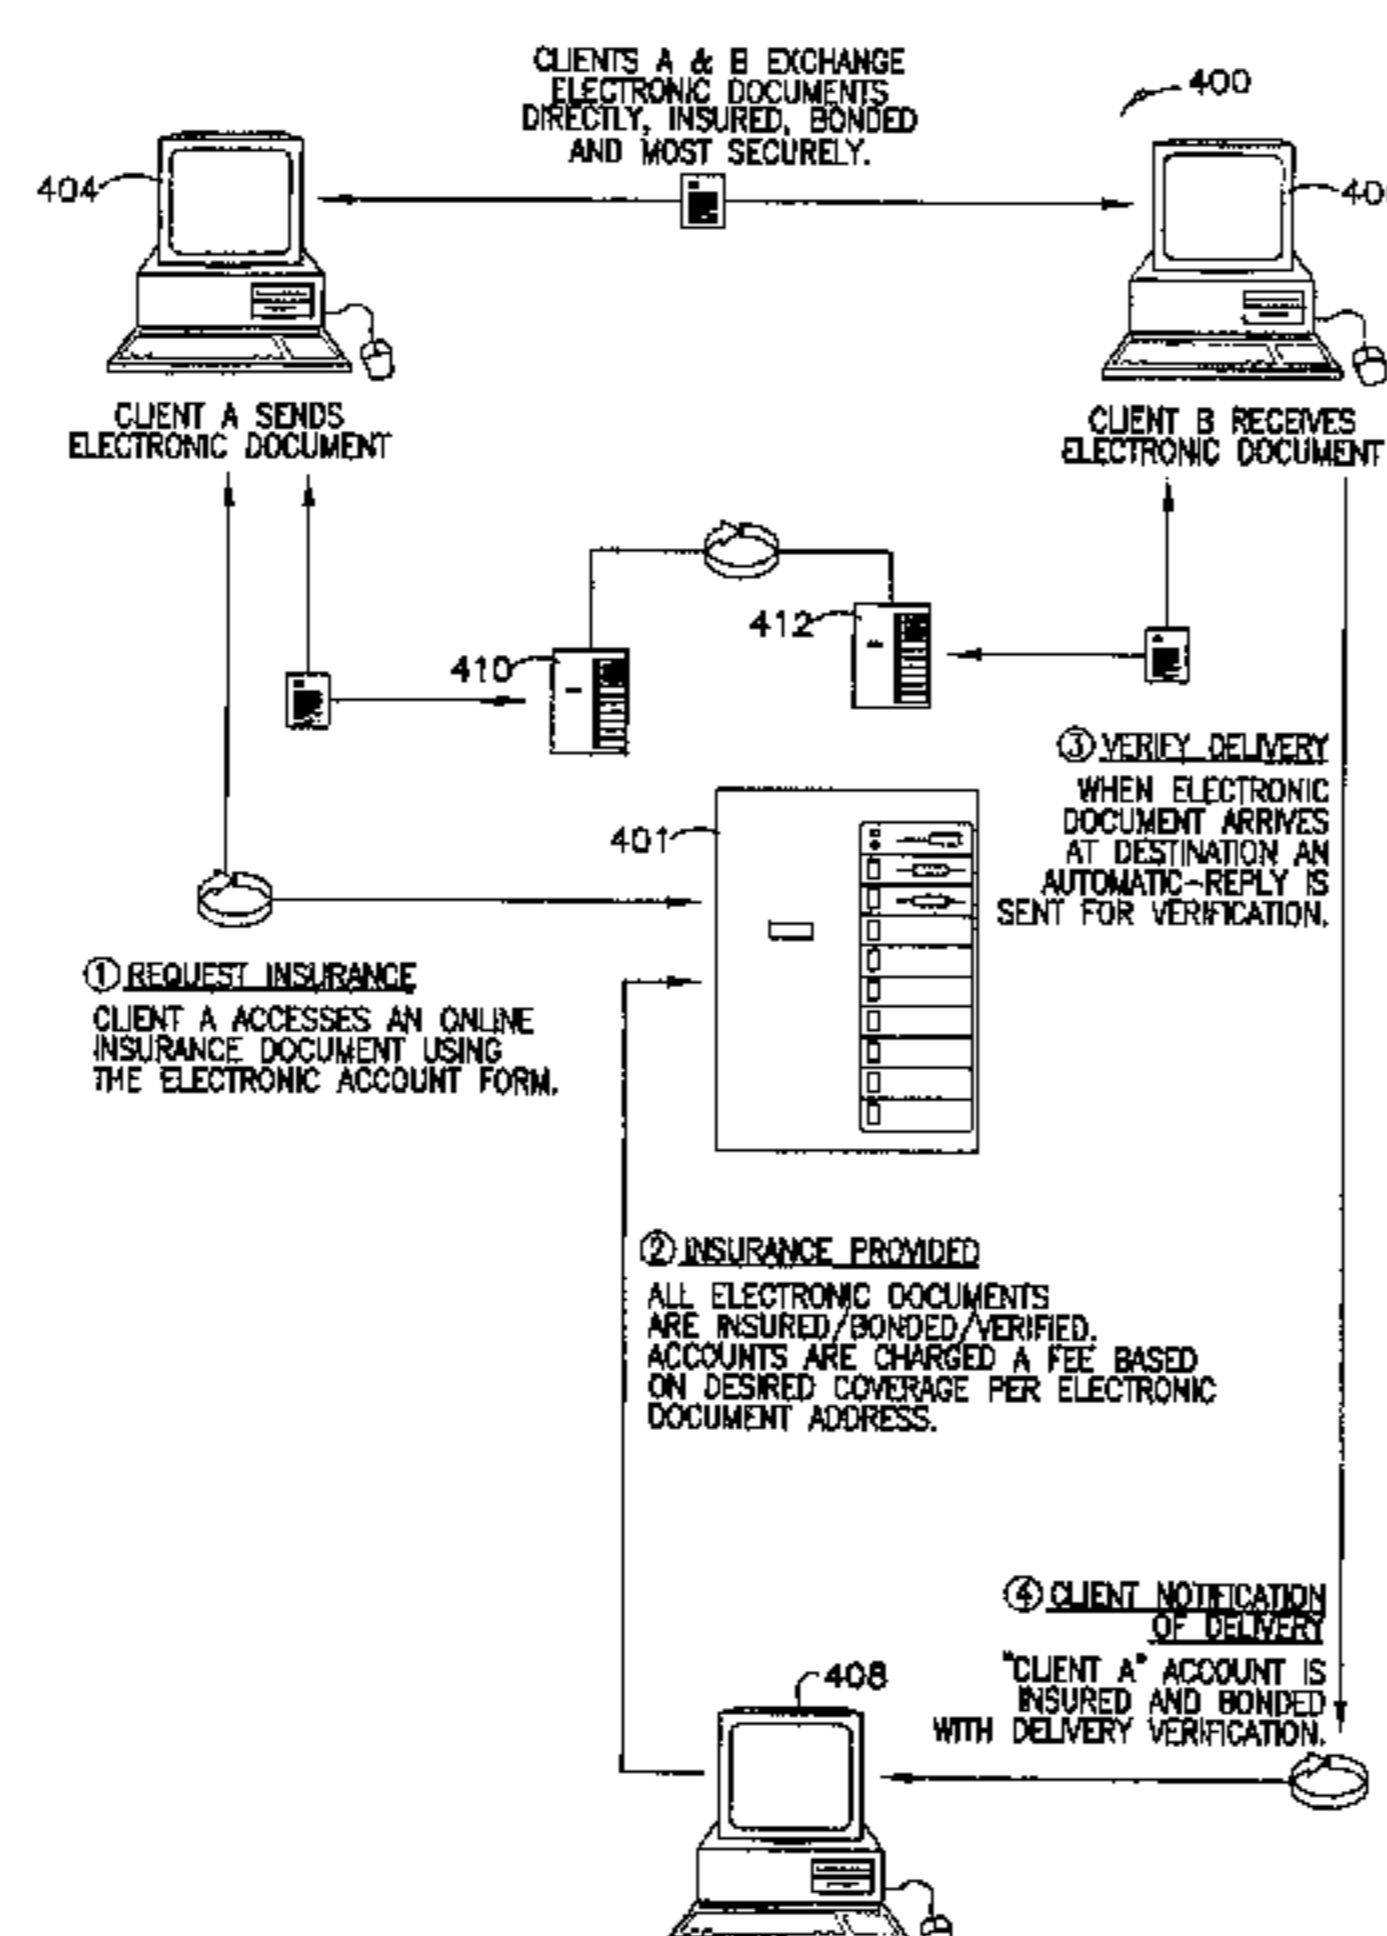 CLIENTS A & B EXCHANGE
ELECTRONIC DOCUMENTS
DIRECTLY, INSURED, BONDED
AND MOST SECURELY.
400
404
CLIENT A SENDS
ELECTRONIC DOCUMENT
CLIENT B RECEIVES
ELECTRONIC DOCUMENT
412
410
③ VERIFY DELIVERY
WHEN ELECTRONIC
DOCUMENT ARRIVES
AT DESTINATION AN
AUTOMATIC-REPLY IS
SENT FOR VERIFICATION.
401
① REQUEST INSURANCE
CLIENT A ACCESSES AN ONLINE
INSURANCE DOCUMENT USING
THE ELECTRONIC ACCOUNT FORM.
② INSURANCE PROVIDED
ALL ELECTRONIC DOCUMENTS
ARE INSURED/BONDED/VERIFIED.
ACCOUNTS ARE CHARGED A FEE BASED
ON DESIRED COVERAGE PER ELECTRONIC
DOCUMENT ADDRESS.
④ CLIENT NOTIFICATION
OF DELIVERY
"CLIENT A" ACCOUNT IS
INSURED AND BONDED
WITH DELIVERY VERIFICATION.
408